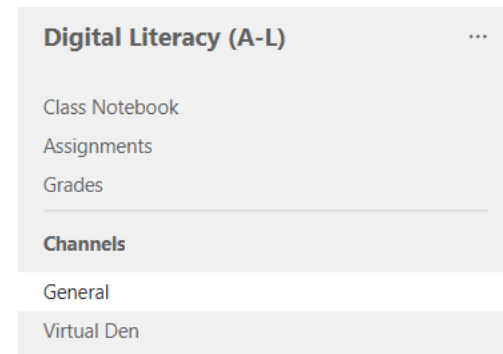 Digital Literacy (A-L) ...
Class Notebook
Assignments
Grades
Channels
General
Virtual Den